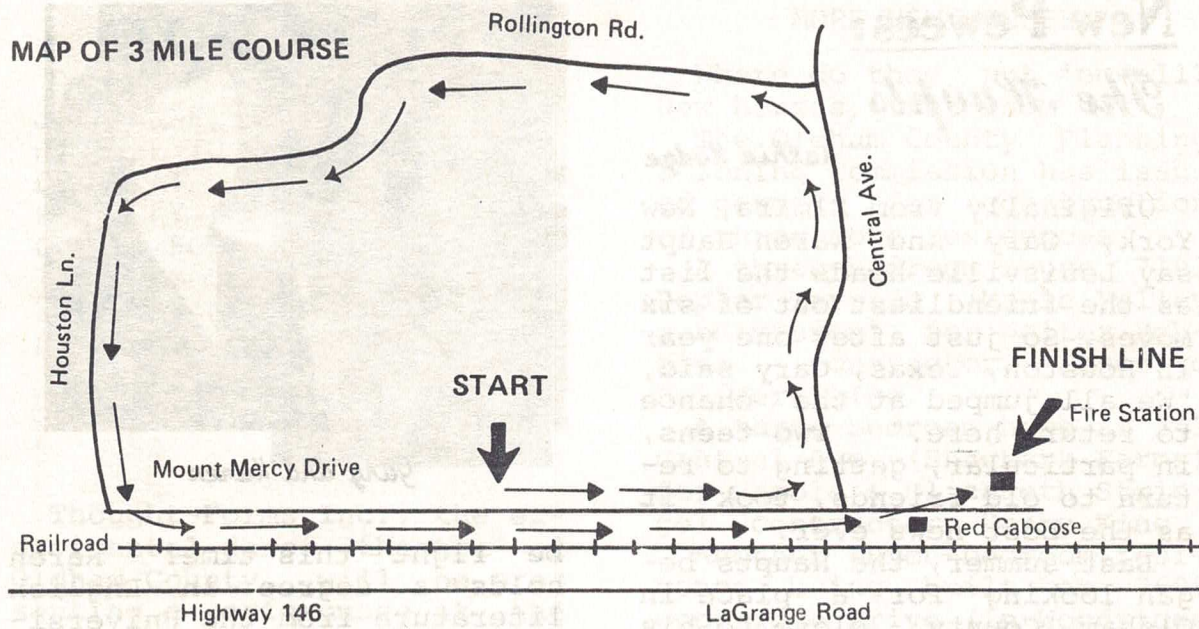 MAP OF 3 MILE COURSE
Rollington Rd.
Central Ave.
Houston Ln.
START
FINISH LINE
Fire Station
Mount Mercy Drive
Red Caboose
Railroad
Highway 146
LaGrange Road